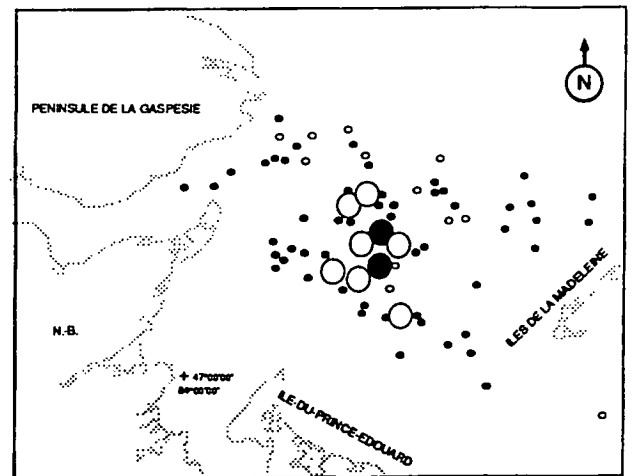 N
PENINSULE DE LA GASPESIE
ILES DE LA MADELEINE
N.-B.
+ 47°00'00"
64°00'00"
ILE-DU-PRINCE-EDOUARD